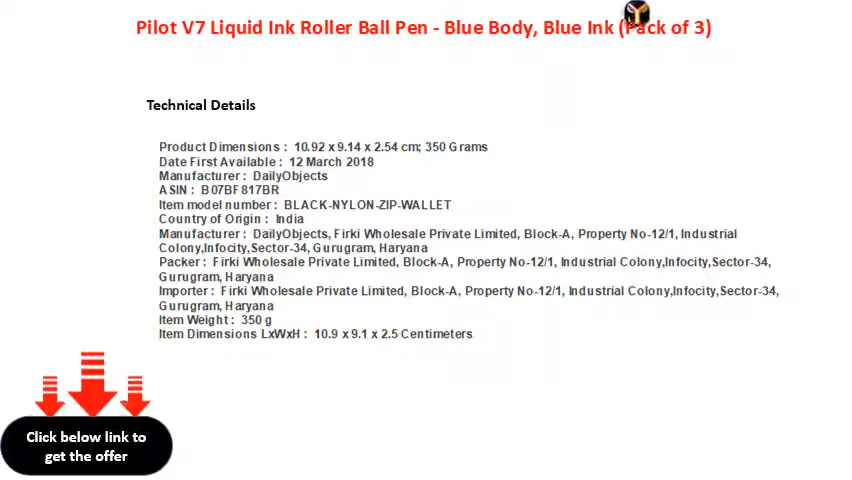 Pilot V7 Liquid Ink Roller Ball Pen - Blue Body, Blue Ink (Pack of 3)
Technical Details
Product Dimensions : 10.92 x 9.14 x 2.54 cm; 350 Grams
Date First Available : 12 March 2018
Manufacturer : DailyObjects
ASIN : B07BF817BR
Item model number : BLACK-NYLON-ZIP-WALLET
Country of Origin : India
Manufacturer : DailyObjects, Firki Wholesale Private Limited, Block-A, Property No-12/1, Industrial
Colony,Infocity,Sector-34, Gurugram, Haryana
Packer : Firki Wholesale Private Limited, Block-A, Property No-12/1, Industrial Colony,Infocity,Sector-34,
Gurugram, Haryana
Importer : Firki Wholesale Private Limited, Block-A, Property No-12/1, Industrial Colony,Infocity,Sector-34,
Gurugram, Haryana
Item Weight : 350 g
Item Dimensions LxWxH : 10.9 x 9.1 x 2.5 Centimeters
Click below link to
get the offer